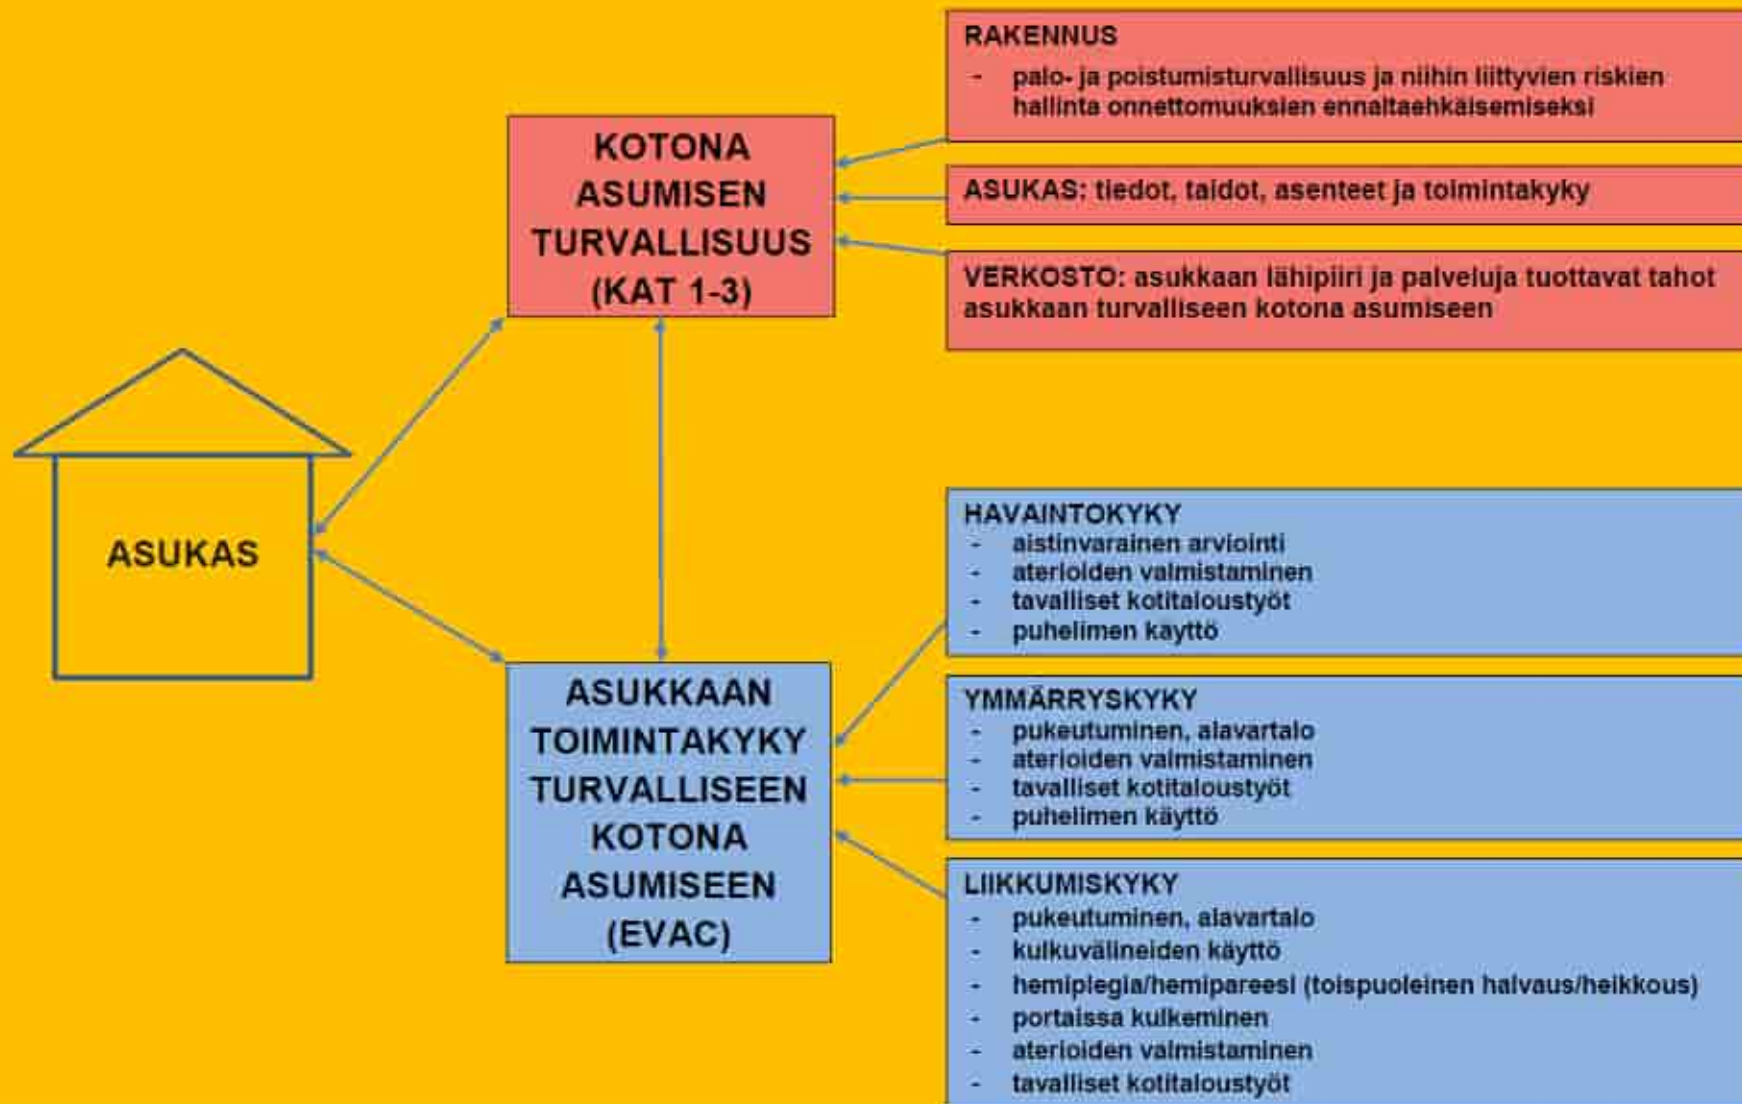 RAKENNUS
- palo- ja poistumisturvallisuus ja niihin liittyvien riskien
hallinta onnettomuuksien ennaltaehkäisemiseksi
KOTONA
ASUMISEN
TURVALLISUUS
(KAT 1-3)
ASUKAS: tiedot, taidot, asenteet ja toimintakyky
VERKOSTO: asukkaan lähipiiri ja palveluja tuottavat tahot
asukkaan turvalliseen kotona asumiseen
ASUKAS
HAVAINTOKYKY
- aistinvarainen arviointi
- aterioiden valmistaminen
- tavalliset kotitaloustyöt
- puhelimen käyttö
ASUKKAAN
TOIMINTAKYKY
TURVALLISEEN
KOTONA
ASUMISEEN
(EVAC)
YMMÄRRYSKYKY
- pukeutuminen, alavartalo
- aterioiden valmistaminen
- tavalliset kotitaloustyöt
- puhelimen käyttö
LIIKKUMISKYKY
- pukeutuminen, alavartalo
- kulkuvälineiden käyttö
- hemiplegia/hemipareesi (toispuoleinen halvaus/heikkous)
- portaissa kulkeminen
- aterioiden valmistaminen
- tavalliset kotitaloustyöt